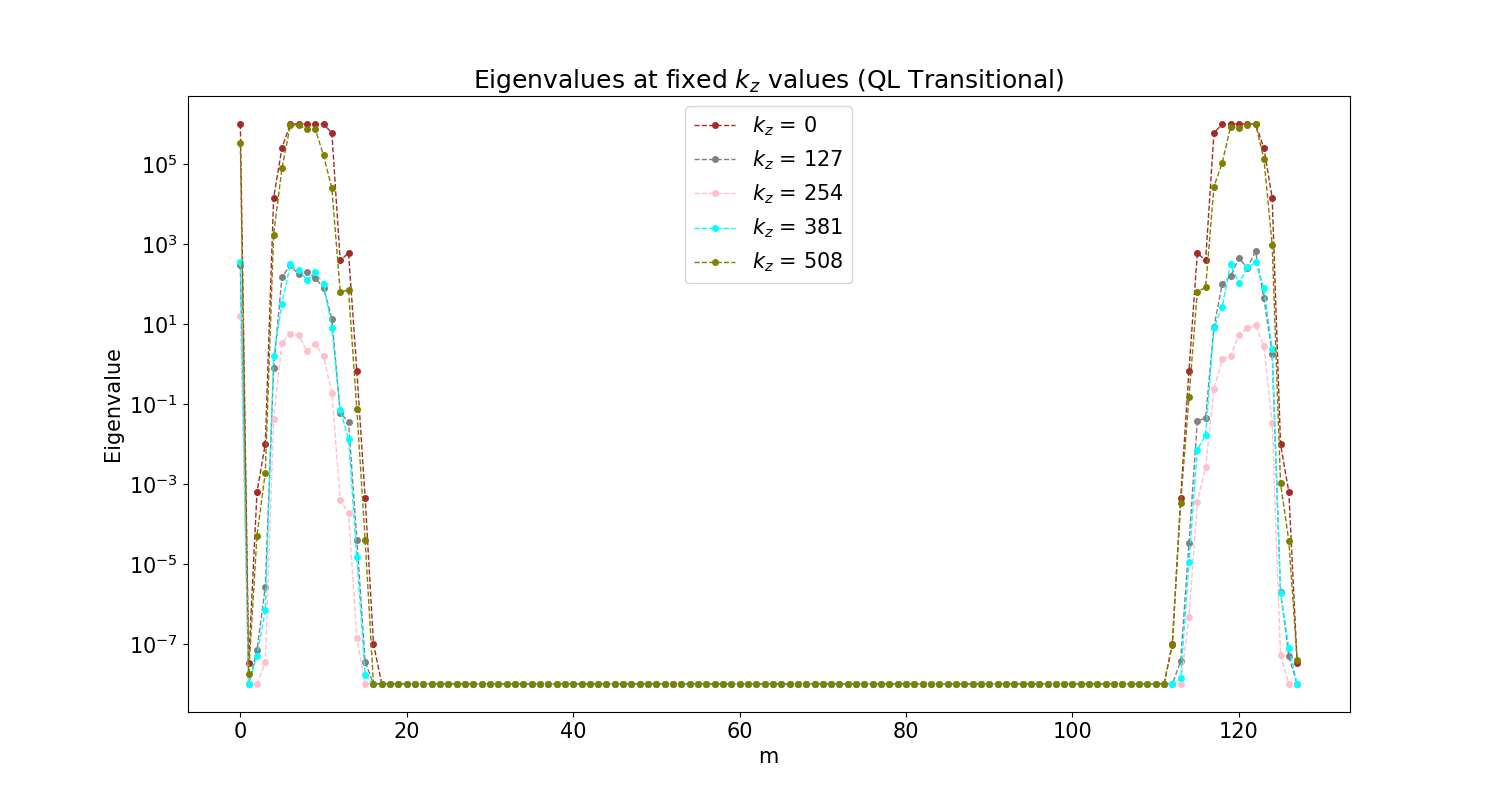 Eigenvalues at fixed $k_z$ values (QL Transitional)
$k_z$ = 0
$k_z$ = 127
$k_z$ = 254
$k_z$ = 381
$k_z$ = 508
Eigenvalue
$10^5$
$10^3$
$10^1$
$10^{-1}$
$10^{-3}$
$10^{-5}$
$10^{-7}$
0 20 40 60 80 100 120
m